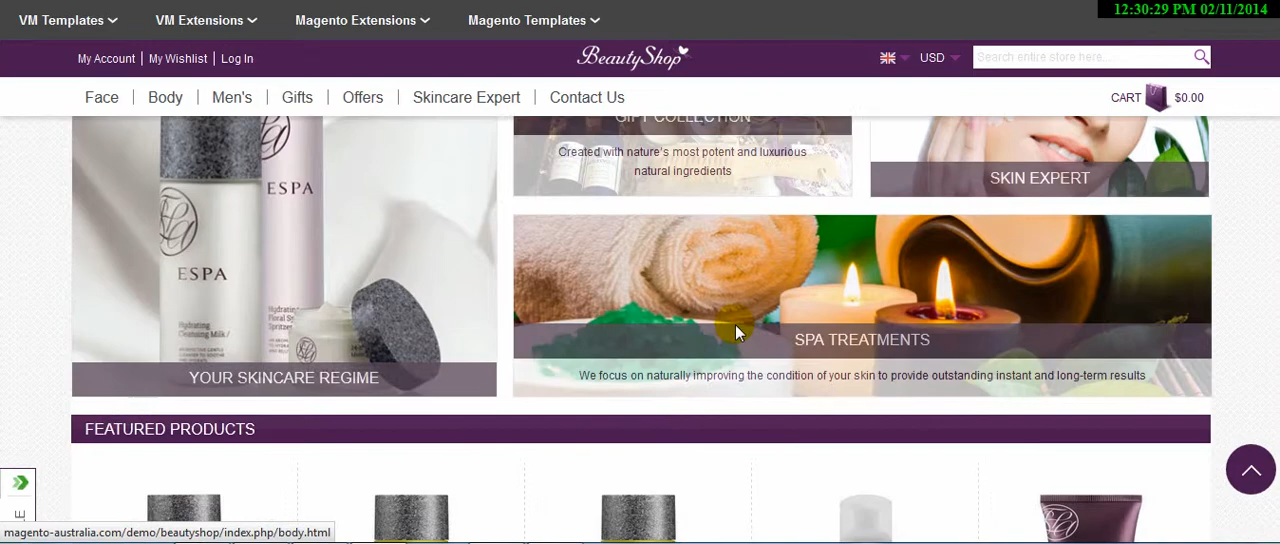 12:30:29 PM 02/11/2014
VM Templates VM Extensions Magento Extensions Magento Templates
My Account | My Wishlist | Log In
BeautyShop
USD
Search entire store here...
Face | Body | Men's | Gifts | Offers | Skincare Expert | Contact Us
CART $0.00
GIFT COLLECTION
Created with nature's most potent and luxurious
natural ingredients
SKIN EXPERT
ESPA
ESPA
Hydrating
Cleansing Milk
Hydrating
YOUR SKINCARE REGIME
SPA TREATMENTS
We focus on naturally improving the condition of your skin to provide outstanding instant and long-term results
FEATURED PRODUCTS
magento-australia.com/demo/beautyshop/index.php/body.html